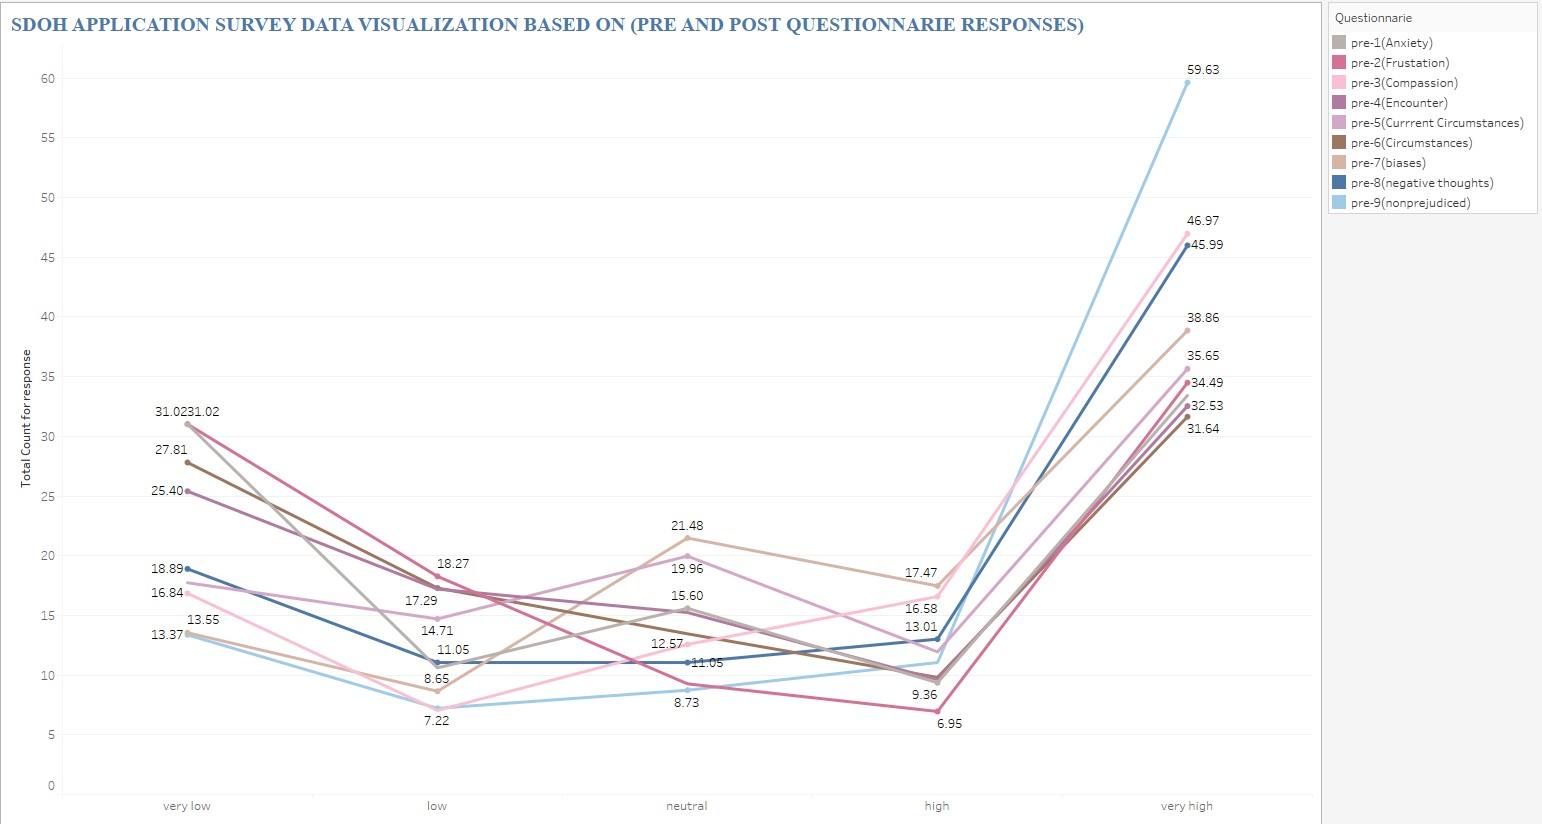 SDOH APPLICATION SURVEY DATA VISUALIZATION BASED ON (PRE AND POST QUESTIONNARIE RESPONSES)
Questionnarie
pre-1(Anxiety)
pre-2(Frustation)
pre-3(Compassion)
pre-4(Encounter)
pre-5(Currrent Circumstances)
pre-6(Circumstances)
pre-7(biases)
pre-8(negative thoughts)
pre-9(nonprejudiced)
Total Count for response
60
55
50
45
40
35
30
25
20
15
10
5
0
31.0231.02
27.81
25.40
18.89
16.84
13.55
13.37
18.27
17.29
14.71
11.05
8.65
7.22
21.48
19.96
15.60
12.57
11.05
8.73
17.47
16.58
13.01
9.36
6.95
59.63
46.97
45.99
38.86
35.65
34.49
32.53
31.64
very low
low
neutral
high
very high